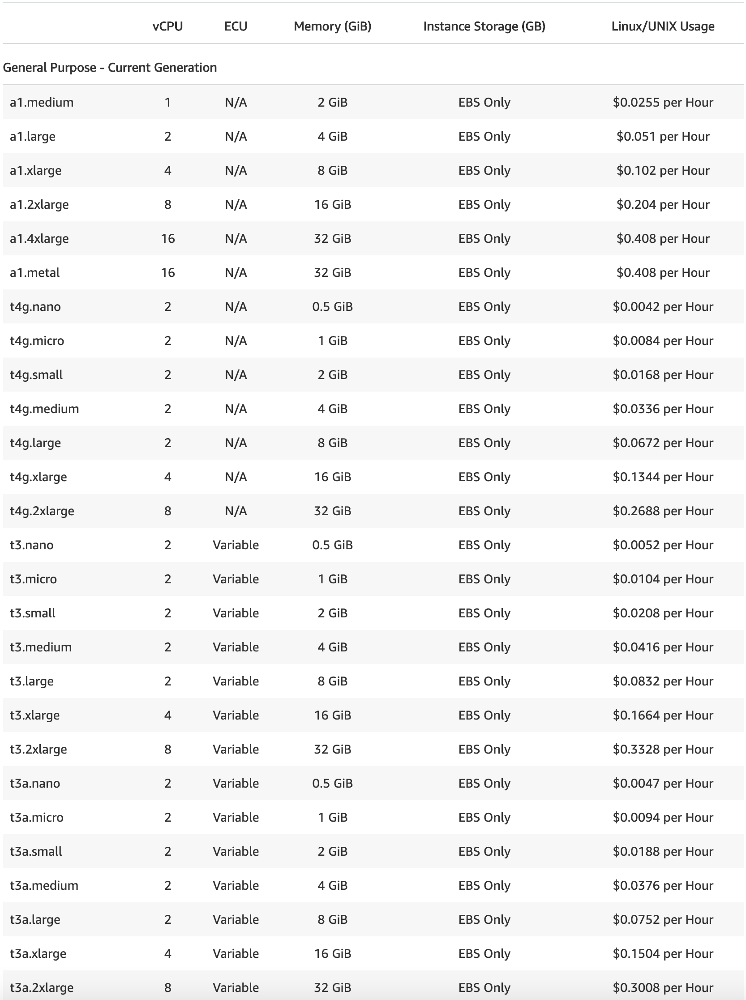 vCPU ECU Memory (GiB) Instance Storage (GB) Linux/UNIX Usage
General Purpose - Current Generation
a1.medium 1 N/A 2 GiB EBS Only $0.0255 per Hour
a1.large 2 N/A 4 GiB EBS Only $0.051 per Hour
a1.xlarge 4 N/A 8 GiB EBS Only $0.102 per Hour
a1.2xlarge 8 N/A 16 GiB EBS Only $0.204 per Hour
a1.4xlarge 16 N/A 32 GiB EBS Only $0.408 per Hour
a1.metal 16 N/A 32 GiB EBS Only $0.408 per Hour
t4g.nano 2 N/A 0.5 GiB EBS Only $0.0042 per Hour
t4g.micro 2 N/A 1 GiB EBS Only $0.0084 per Hour
t4g.small 2 N/A 2 GiB EBS Only $0.0168 per Hour
t4g.medium 2 N/A 4 GiB EBS Only $0.0336 per Hour
t4g.large 2 N/A 8 GiB EBS Only $0.0672 per Hour
t4g.xlarge 4 N/A 16 GiB EBS Only $0.1344 per Hour
t4g.2xlarge 8 N/A 32 GiB EBS Only $0.2688 per Hour
t3.nano 2 Variable 0.5 GiB EBS Only $0.0052 per Hour
t3.micro 2 Variable 1 GiB EBS Only $0.0104 per Hour
t3.small 2 Variable 2 GiB EBS Only $0.0208 per Hour
t3.medium 2 Variable 4 GiB EBS Only $0.0416 per Hour
t3.large 2 Variable 8 GiB EBS Only $0.0832 per Hour
t3.xlarge 4 Variable 16 GiB EBS Only $0.1664 per Hour
t3.2xlarge 8 Variable 32 GiB EBS Only $0.3328 per Hour
t3a.nano 2 Variable 0.5 GiB EBS Only $0.0047 per Hour
t3a.micro 2 Variable 1 GiB EBS Only $0.0094 per Hour
t3a.small 2 Variable 2 GiB EBS Only $0.0188 per Hour
t3a.medium 2 Variable 4 GiB EBS Only $0.0376 per Hour
t3a.large 2 Variable 8 GiB EBS Only $0.0752 per Hour
t3a.xlarge 4 Variable 16 GiB EBS Only $0.1504 per Hour
t3a.2xlarge 8 Variable 32 GiB EBS Only $0.3008 per Hour